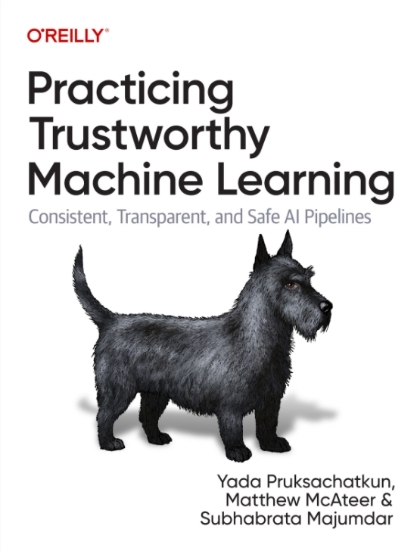 O'REILLY®
Practicing
Trustworthy
Machine Learning
Consistent, Transparent, and Safe AI Pipelines
Yada Pruksachatkun,
Matthew McAteer &
Subhabrata Majumdar